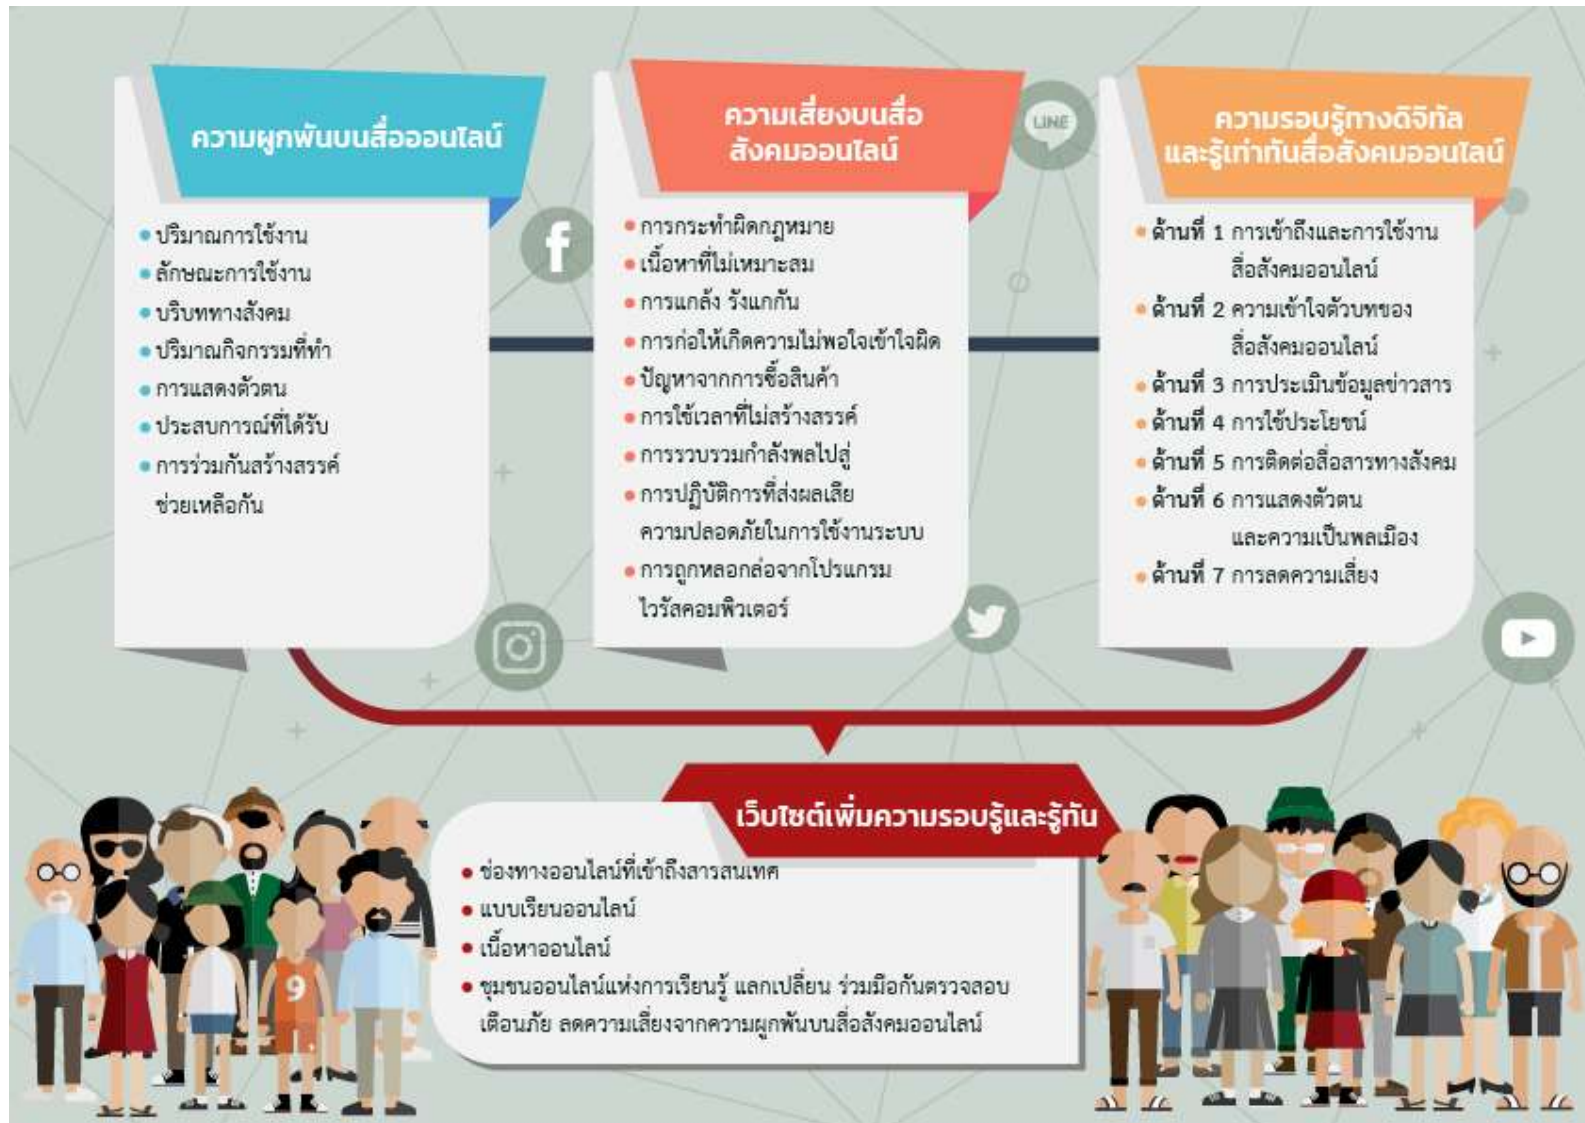 ความผูกพันบนสื่อออนไลน์
ปริมาณการใช้งาน
ลักษณะการใช้งาน
บริบททางสังคม
ปริมาณกิจกรรมที่ทำ
การแสดงตัวตน
ประสบการณ์ที่ได้รับ
การร่วมกันสร้างสรรค์
ช่วยเหลือกัน
ความเสี่ยงบนสื่อ
สังคมออนไลน์
การกระทำผิดกฎหมาย
เนื้อหาที่ไม่เหมาะสม
การแกล้ง รังแกกัน
การก่อให้เกิดความไม่พอใจเข้าใจผิด
ปัญหาจากการซื้อสินค้า
การใช้เวลาที่ไม่สร้างสรรค์
การรวบรวมกำลังพลไปสู่
การปฏิบัติการที่ส่งผลเสีย
ความปลอดภัยในการใช้งานระบบ
การถูกหลอกล่อจากโปรแกรม
ไวรัสคอมพิวเตอร์
LINE
ความรอบรู้ทางดิจิทัล
และรู้เท่าทันสื่อสังคมออนไลน์
ด้านที่ 1 การเข้าถึงและการใช้งาน
สื่อสังคมออนไลน์
ด้านที่ 2 ความเข้าใจตัวบทของ
สื่อสังคมออนไลน์
ด้านที่ 3 การประเมินข้อมูลข่าวสาร
ด้านที่ 4 การใช้ประโยชน์
ด้านที่ 5 การติดต่อสื่อสารทางสังคม
ด้านที่ 6 การแสดงตัวตน
และความเป็นพลเมือง
ด้านที่ 7 การลดความเสี่ยง
เว็บไซต์เพิ่มความรอบรู้และรู้ทัน
ช่องทางออนไลน์ที่เข้าถึงสารสนเทศ
แบบเรียนออนไลน์
เนื้อหาออนไลน์
ชุมชนออนไลน์แห่งการเรียนรู้ แลกเปลี่ยน ร่วมมือกันตรวจสอบ
เตือนภัย ลดความเสี่ยงจากความผูกพันบนสื่อสังคมออนไลน์
9